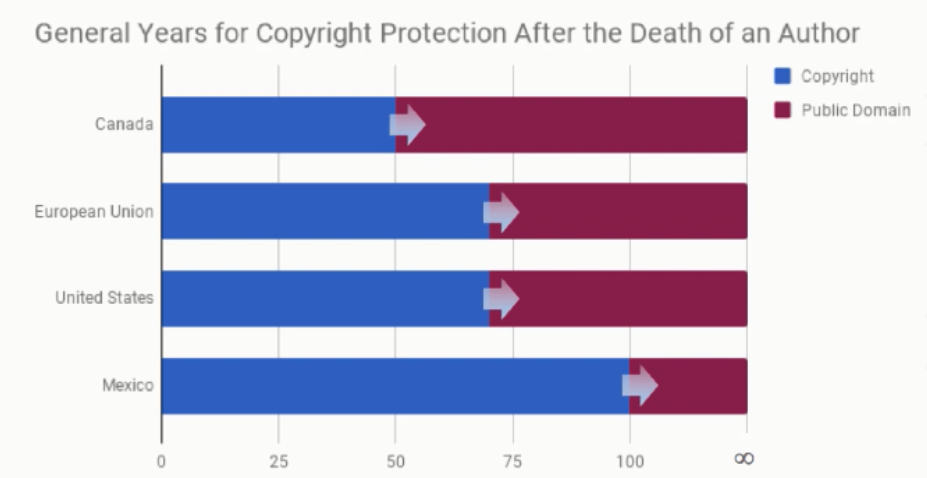 General Years for Copyright Protection After the Death of an Author
Copyright
Public Domain
Canada
European Union
United States
Mexico
0 25 50 75 100 ∞